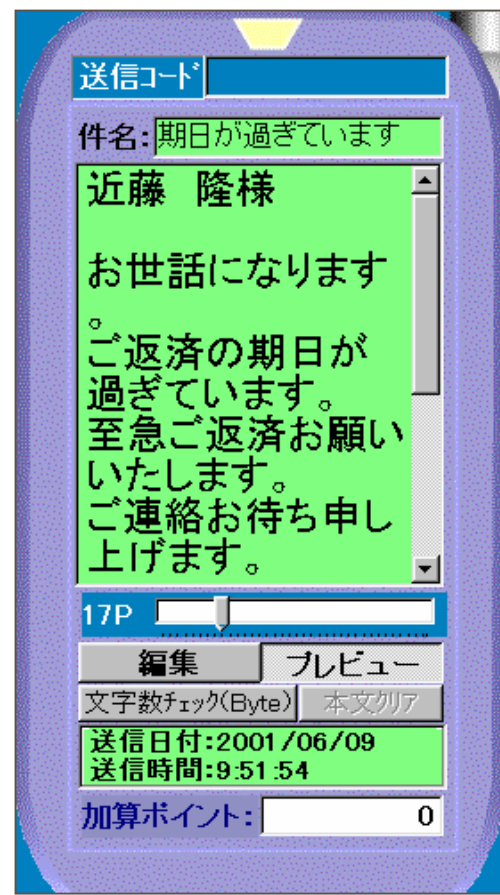 送信ｺｰﾄﾞ
件名:期日が過ぎています
近藤　隆様
お世話になります
。
ご返済の期日が
過ぎています。
至急ご返済お願い
いたします。
ご連絡お待ち申し
上げます。
17P
編集 プレビュー
文字数ﾁｪｯｸ(Byte) 本文ｸﾘｱ
送信日付:2001/06/09
送信時間:9:51:54
加算ポイント: 0